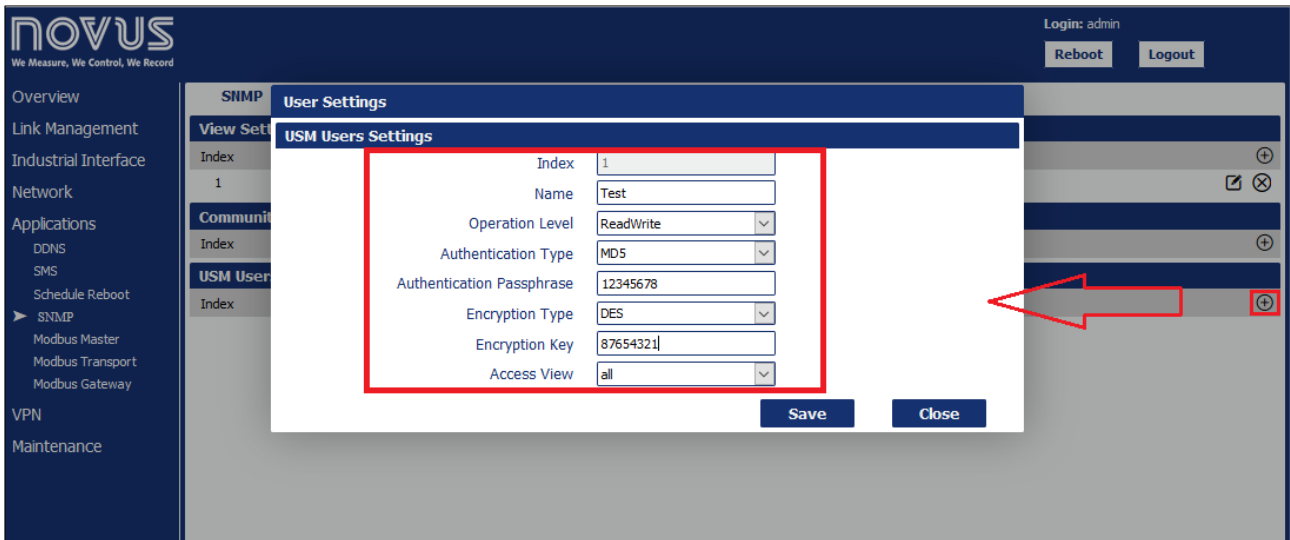 NOVUS
We Measure, We Control, We Record
Login: admin
Reboot Logout
Overview
Link Management
Industrial Interface
Network
Applications
DDNS
SMS
Schedule Reboot
➤ SNMP
Modbus Master
Modbus Transport
Modbus Gateway
VPN
Maintenance
SNMP
View Sett
Index
1
Communit
Index
USM User
Index
User Settings
USM Users Settings
Index 1
Name Test
Operation Level ReadWrite
Authentication Type MD5
Authentication Passphrase 12345678
Encryption Type DES
Encryption Key 87654321
Access View all
Save Close